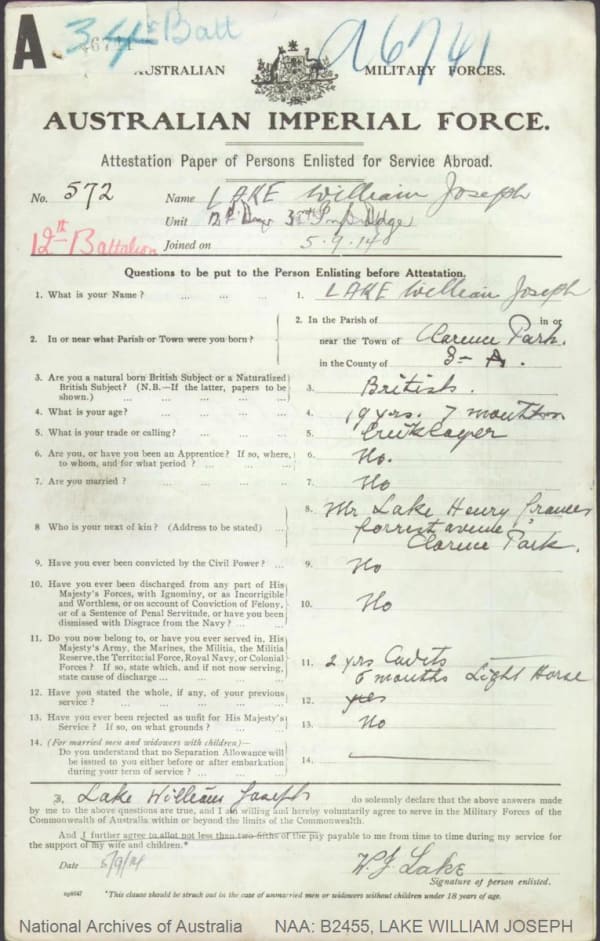 A 34th Batt A6741
AUSTRALIAN MILITARY FORCES.
AUSTRALIAN IMPERIAL FORCE.
Attestation Paper of Persons Enlisted for Service Abroad.
No. 572 Name LAKE William Joseph
Unit
12th Battalion Joined on 5.9.14
Questions to be put to the Person Enlisting before Attestation.
1. What is your Name? ... ... ... 1. LAKE William Joseph
2. In or near what Parish or Town were you born? 2. In the Parish of in or
near the Town of Clarence Park.
in the County of S-A.
3. Are you a natural born British Subject or a Naturalized
British Subject? (N.B.—If the latter, papers to be
shown.) ... ... ... ... ... 3. British.
4. What is your age? ... ... ... 4. 19 yrs. 7 months
5. What is your trade or calling? ... ... 5.
6. Are you, or have you been an Apprentice? If so, where,
to whom, and for what period? ... ... ... 6. No.
7. Are you married? ... ... ... 7. No
8 Who is your next of kin? (Address to be stated) ... 8. Mr Lake Henry
Forrest avenue
Clarence Park.
9. Have you ever been convicted by the Civil Power? ... 9. No
10. Have you ever been discharged from any part of His
Majesty's Forces, with Ignominy, or as Incorrigible
and Worthless, or on account of Conviction of Felony,
or of a Sentence of Penal Servitude, or have you been
dismissed with Disgrace from the Navy? ... ... 10. No
11. Do you now belong to, or have you ever served in, His
Majesty's Army, the Marines, the Militia, the Militia
Reserve, the Territorial Force, Royal Navy, or Colonial
Forces? If so, state which, and if not now serving,
state cause of discharge ... ... ... 11. 2 yrs Cadets
6 months Light Horse
12. Have you stated the whole, if any, of your previous
service? ... ... ... ... 12. yes
13. Have you ever been rejected as unfit for His Majesty's
Service? If so, on what grounds? ... ... 13. No
14. (For married men and widowers with children)—
Do you understand that no Separation Allowance will
be issued to you either before or after embarkation
during your term of service? ... ... ... 14.
I, Lake William Joseph do solemnly declare that the above answers made
by me to the above questions are true, and I am willing and hereby voluntarily agree to serve in the Military Forces of the
Commonwealth of Australia within or beyond the limits of the Commonwealth.
And I further agree to allot not less than two-fifths of the pay payable to me from time to time during my service for
the support of my wife and children.*
Date 5/9/14 W J Lake
Signature of person enlisted.
*This clause should be struck out in the case of unmarried men or widowers without children under 18 years of age.
National Archives of Australia NAA: B2455, LAKE WILLIAM JOSEPH